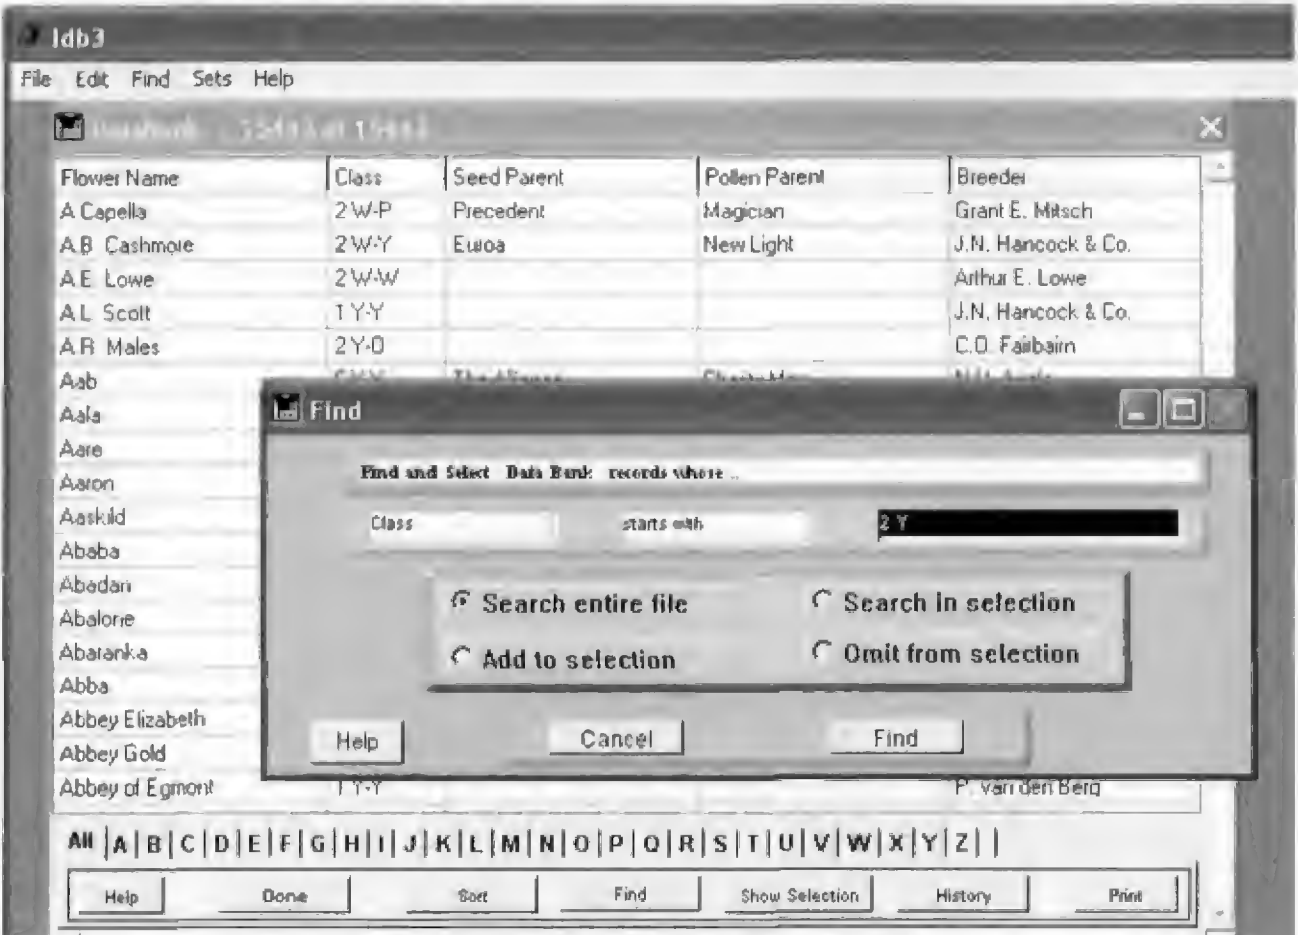 Idb3
File Edit Find Sets Help
Flower Name Class Seed Parent Pollen Parent Breeder
A Capella 2 W-P Precedent Magician Grant E. Mitsch
A.B. Cashmore 2 W-Y Euroa New Light J.N. Hancock & Co.
A.E. Lowe 2 W-W Arthur E. Lowe
A.L. Scott 1 Y-Y J.N. Hancock & Co.
A.R. Males 2 Y-O C.O. Fairbairn
Aab
Aala
Aare
Aaron
Aaskild
Ababa
Abadan
Abalone
Abaranka
Abba
Abbey Elizabeth
Abbey Gold
Abbey of Egmont 1 Y-Y P. van den Berg
Find
Find and Select Data Bank records whose ..
Class starts with 2 Y
Search entire file Search in selection
Add to selection Omit from selection
Help Cancel Find
All |A|B|C|D|E|F|G|H|I|J|K|L|M|N|O|P|Q|R|S|T|U|V|W|X|Y|Z| |
Help Done Sort Find Show Selection History Print